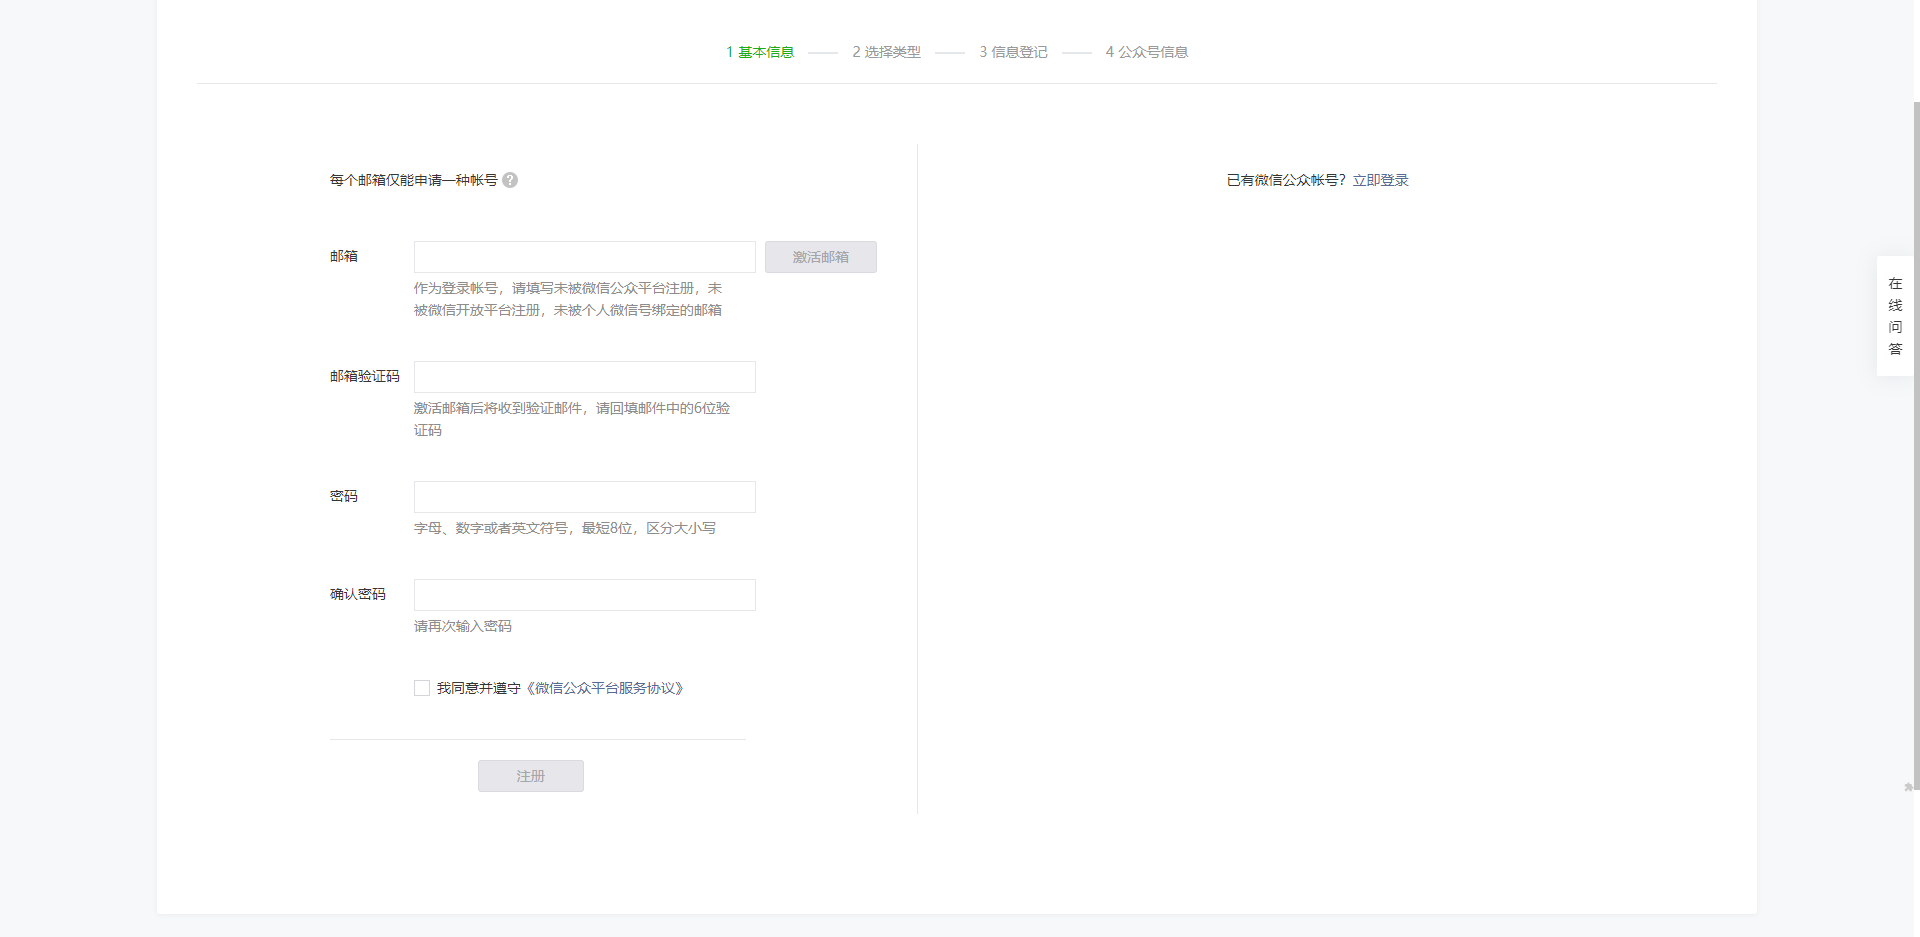 1 基本信息 2 选择类型 3 信息登记 4 公众号信息
每个邮箱仅能申请一种帐号 ?
已有微信公众帐号？立即登录
邮箱
激活邮箱
作为登录帐号，请填写未被微信公众平台注册，未
被微信开放平台注册，未被个人微信号绑定的邮箱
邮箱验证码
激活邮箱后将收到验证邮件，请回填邮件中的6位验
证码
密码
字母、数字或者英文符号，最短8位，区分大小写
确认密码
请再次输入密码
我同意并遵守《微信公众平台服务协议》
注册
在
线
问
答